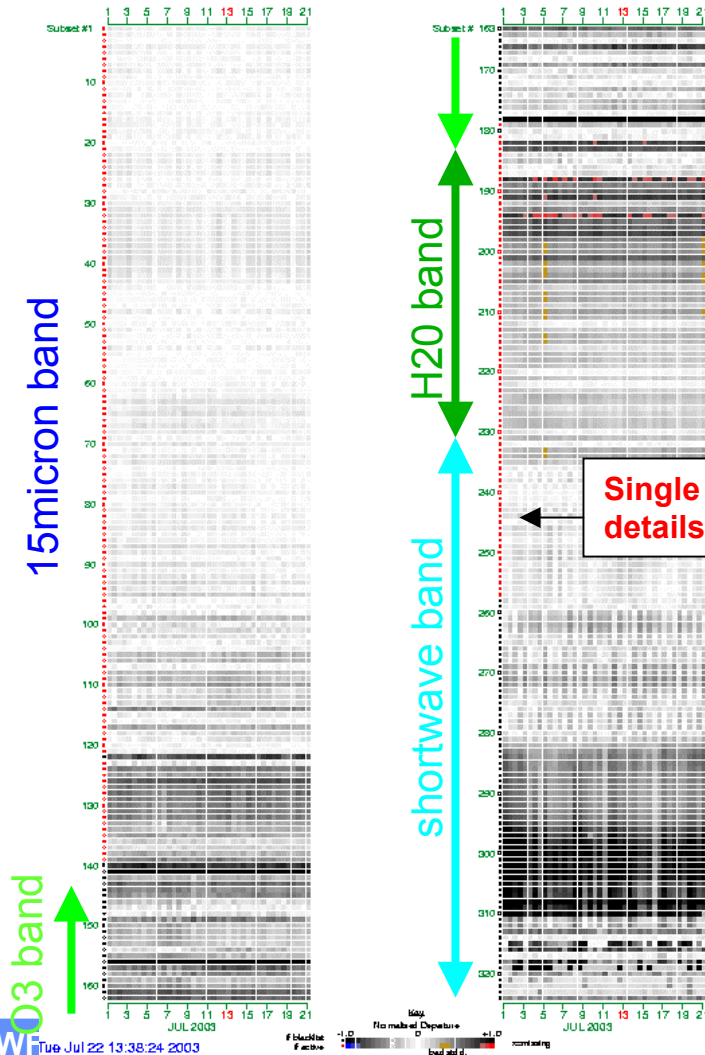 1 3 5 7 9 11 13 15 17 19 21
Subset #1
10
20
30
40
50
60
70
80
90
100
110
120
130
140
150
160
1 3 5 7 9 11 13 15 17 19 21
JUL 2003
15micron band
O3 band
1 3 5 7 9 11 13 15 17 19 21
Subset # 163
170
180
190
200
210
220
230
240
250
260
270
280
290
300
310
320
1 3 5 7 9 11 13 15 17 19 21
JUL 2003
H20 band
shortwave band
Single
details
WF
Tue Jul 22 13:38:24 2003
Key
Normalised Departure
-1.0 0 +1.0
# blacklist
# active
bad std d.
x=missing